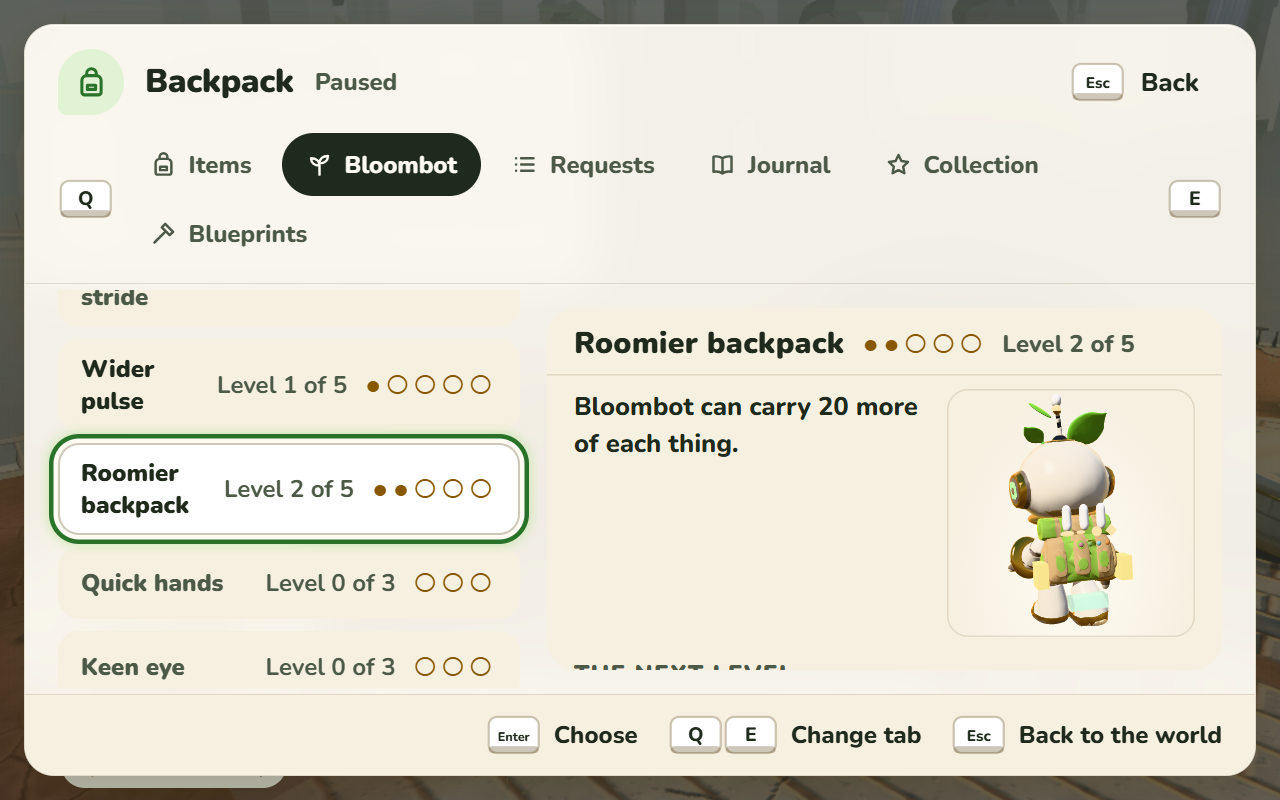 Backpack Paused
Esc Back
Items Bloombot Requests Journal Collection
Q
E
Blueprints
stride
Wider pulse Level 1 of 5
Roomier backpack Level 2 of 5
Quick hands Level 0 of 3
Keen eye Level 0 of 3
Roomier backpack Level 2 of 5
Bloombot can carry 20 more
of each thing.
THE NEXT LEVEL
Enter Choose Q E Change tab Esc Back to the world